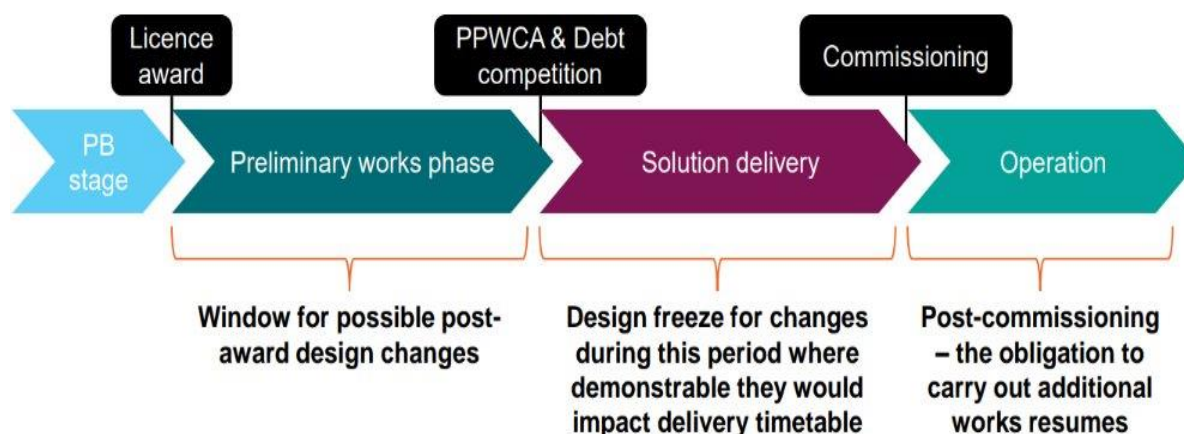 Licence
award
PPWCA & Debt
competition
Commissioning
PB
stage
Preliminary works phase
Solution delivery
Operation
Window for possible post-
award design changes
Design freeze for changes
during this period where
demonstrable they would
impact delivery timetable
Post-commissioning
– the obligation to
carry out additional
works resumes